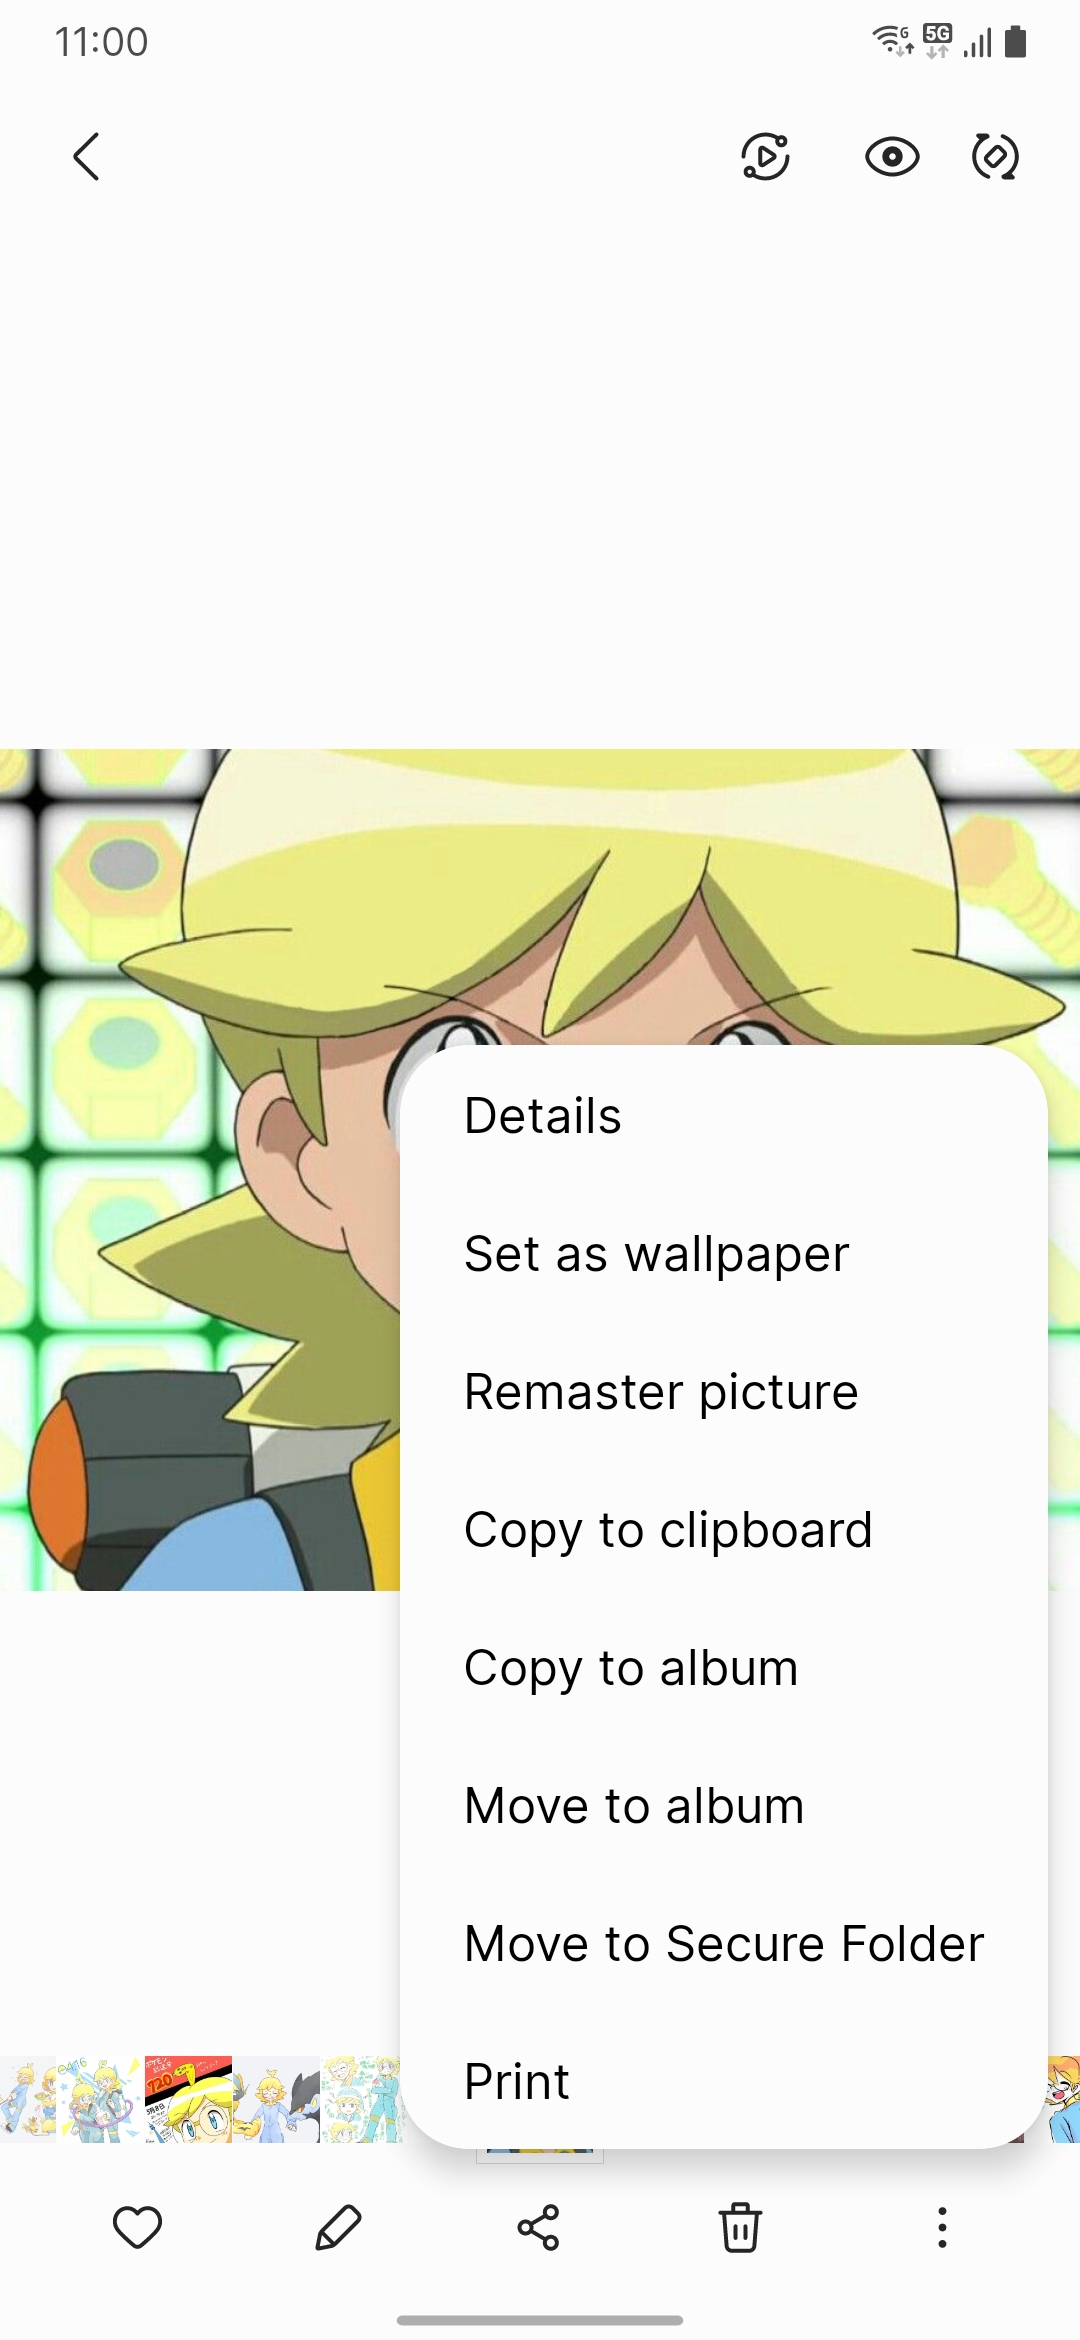 11:00
G
5G
Details
Set as wallpaper
Remaster picture
Copy to clipboard
Copy to album
Move to album
Move to Secure Folder
Print
720